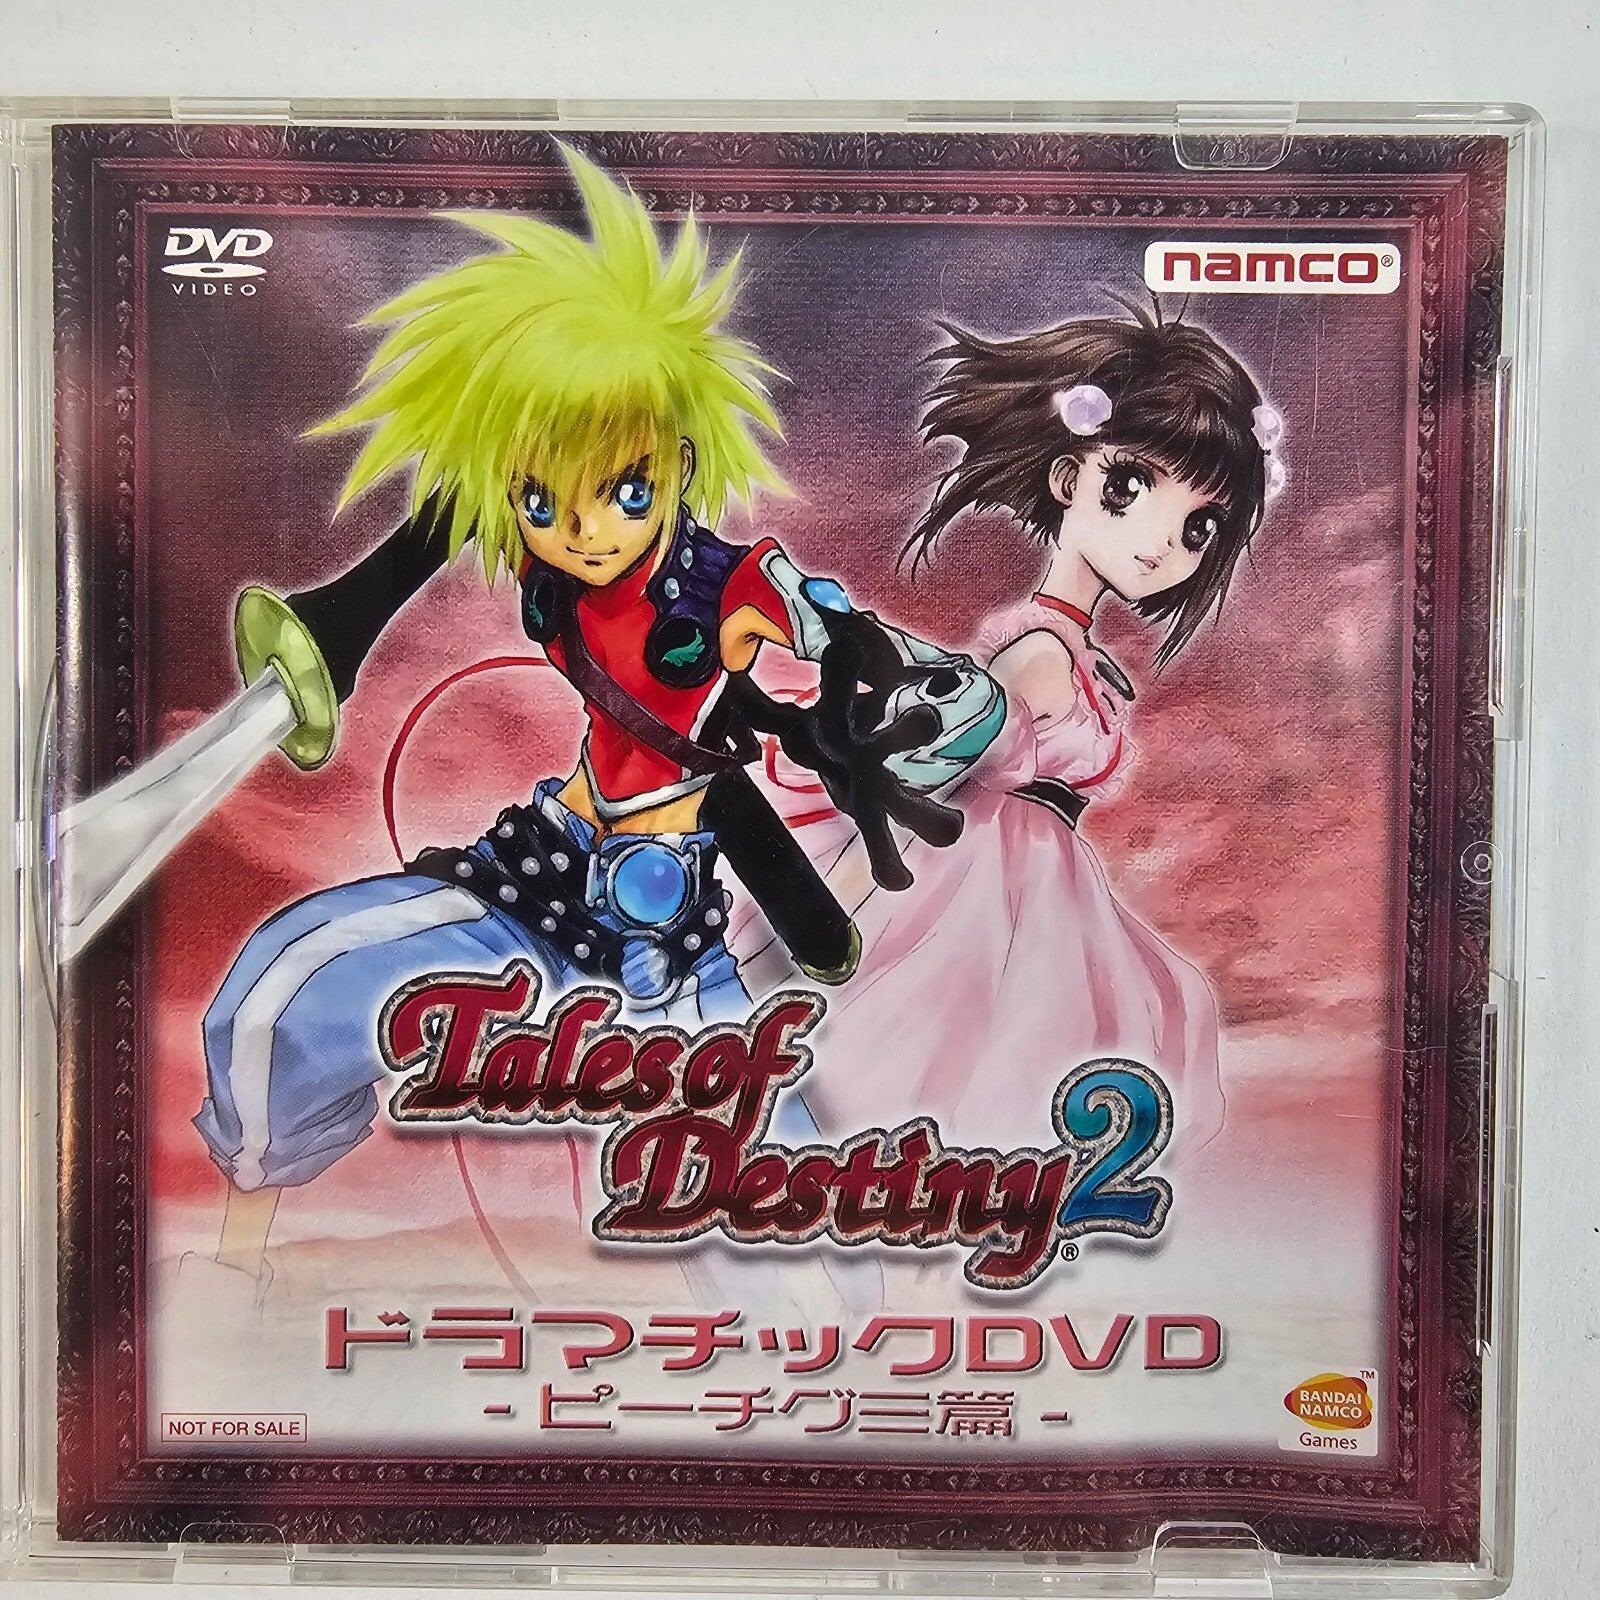 DVD
VIDEO
namco®
Tales of
Destiny 2®
ドラマチックDVD
- ピーチグミ篇 -
NOT FOR SALE
BANDAI
NAMCO
TM
Games